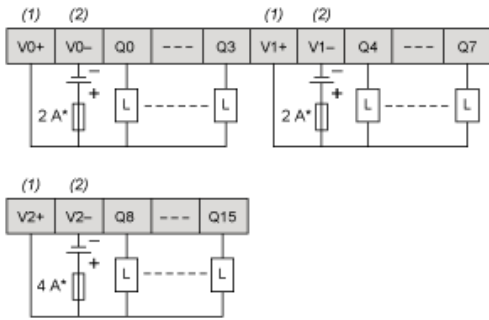 (1) (2) (1) (2)
V0+ V0– Q0 --- Q3 V1+ V1– Q4 --- Q7
– –
+ +
2 A* L L 2 A* L L
(1) (2)
V2+ V2– Q8 --- Q15
–
+
4 A* L L